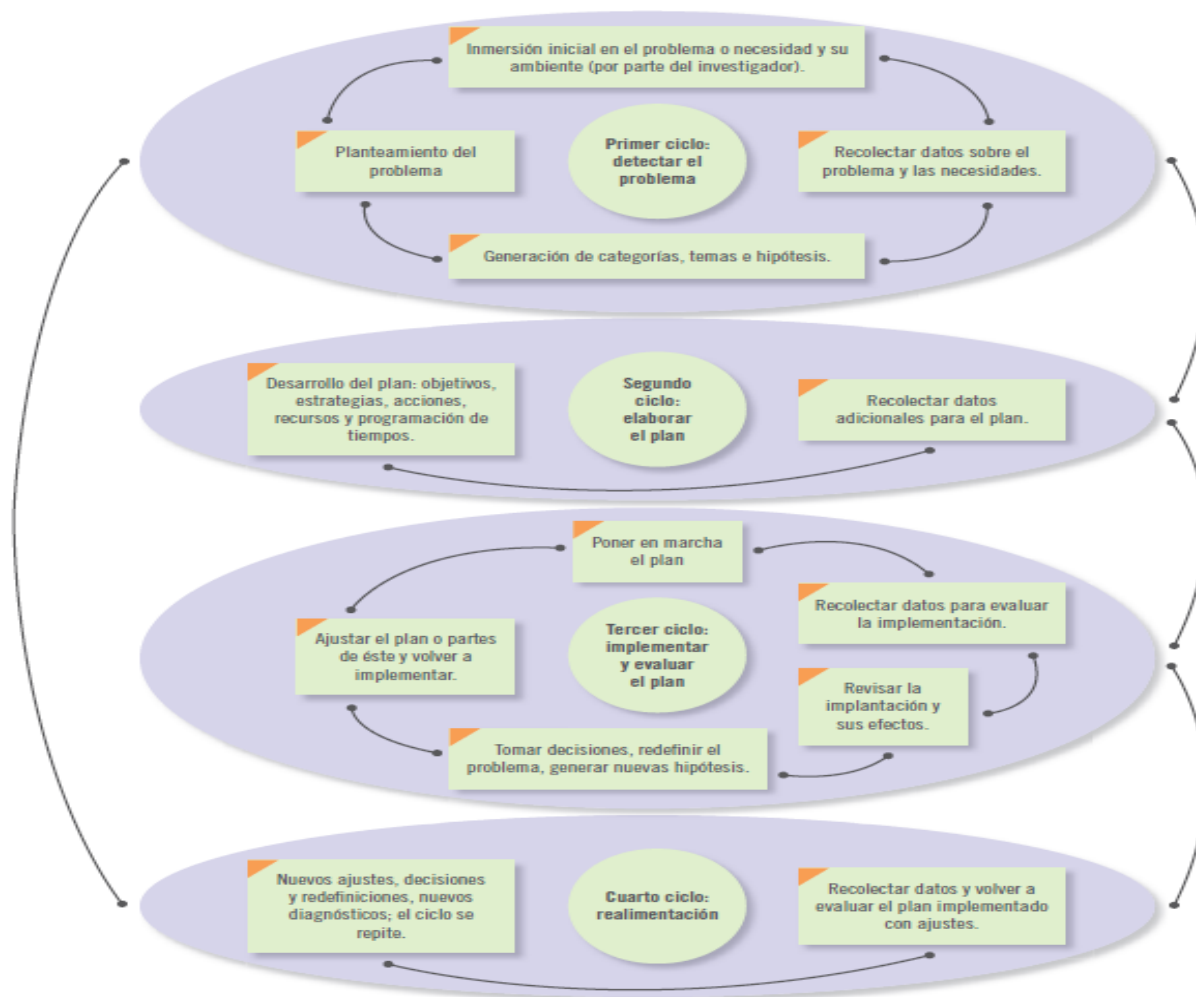 Inmersión inicial en el problema o necesidad y su
ambiente (por parte del investigador).
Planteamiento del
problema
Primer ciclo:
detectar el
problema
Recolectar datos sobre el
problema y las necesidades.
Generación de categorías, temas e hipótesis.
Desarrollo del plan: objetivos,
estrategias, acciones,
recursos y programación de
tiempos.
Segundo
ciclo:
elaborar
el plan
Recolectar datos
adicionales para el plan.
Poner en marcha
el plan
Ajustar el plan o partes
de éste y volver a
implementar.
Tercer ciclo:
implementar
y evaluar
el plan
Recolectar datos para evaluar
la implementación.
Revisar la
implantación y
sus efectos.
Tomar decisiones, redefinir el
problema, generar nuevas hipótesis.
Nuevos ajustes, decisiones
y redefiniciones, nuevos
diagnósticos; el ciclo se
repite.
Cuarto ciclo:
realimentación
Recolectar datos y volver a
evaluar el plan implementado
con ajustes.